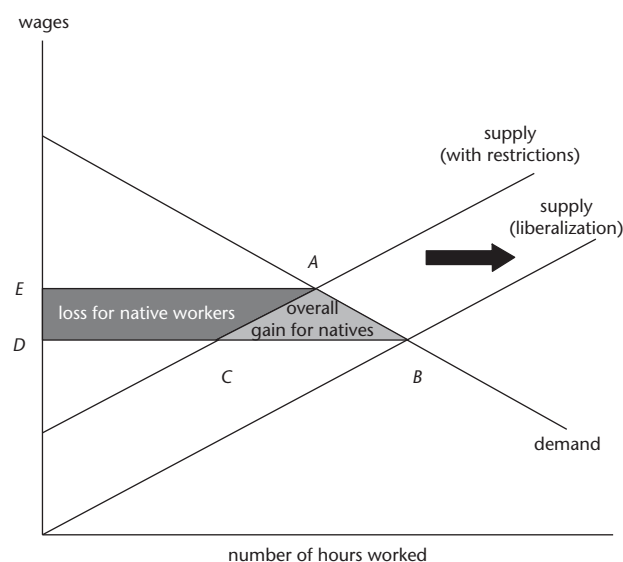 wages
supply
(with restrictions)
supply
(liberalization)
A
E
loss for native workers
overall
gain for natives
D
C
B
demand
number of hours worked